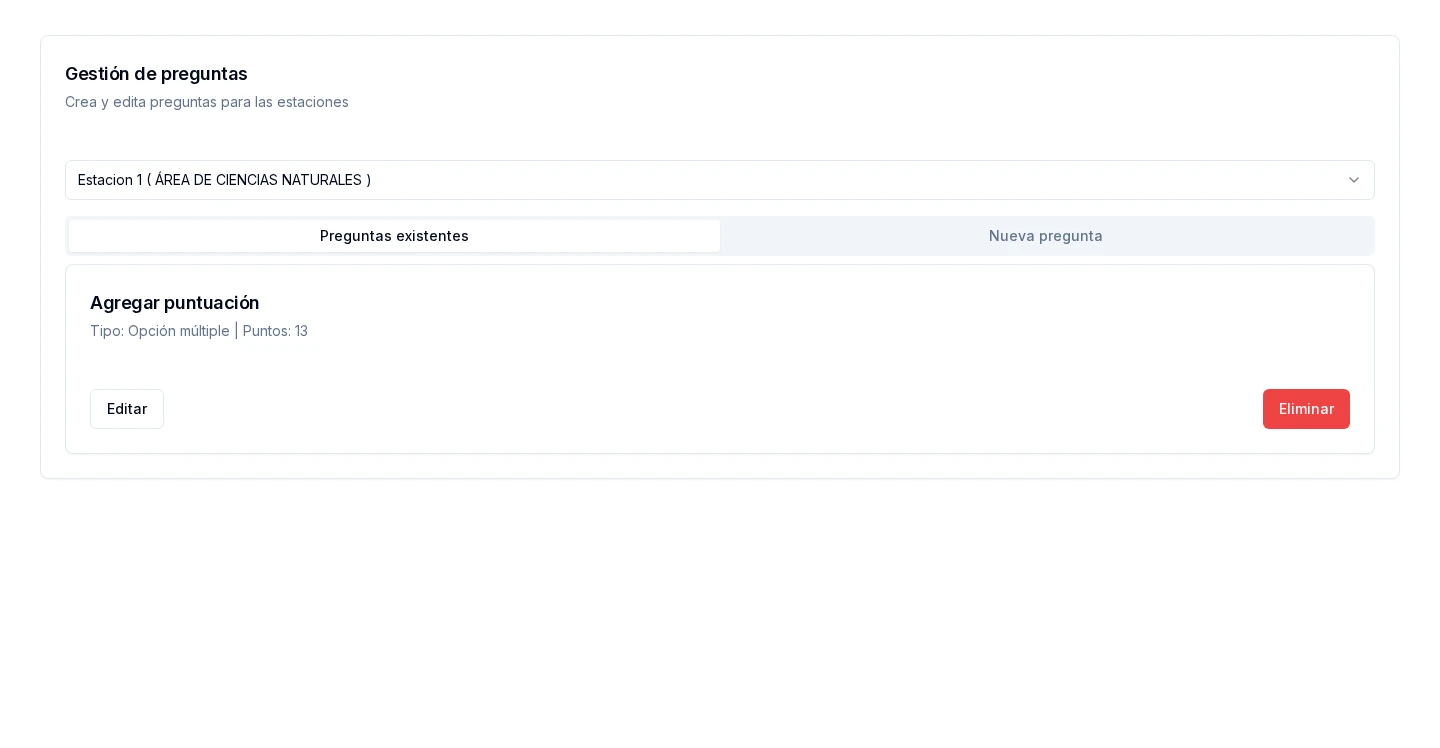 Gestión de preguntas
Crea y edita preguntas para las estaciones
Estacion 1 ( ÁREA DE CIENCIAS NATURALES )
Preguntas existentes
Nueva pregunta
Agregar puntuación
Tipo: Opción múltiple | Puntos: 13
Editar
Eliminar